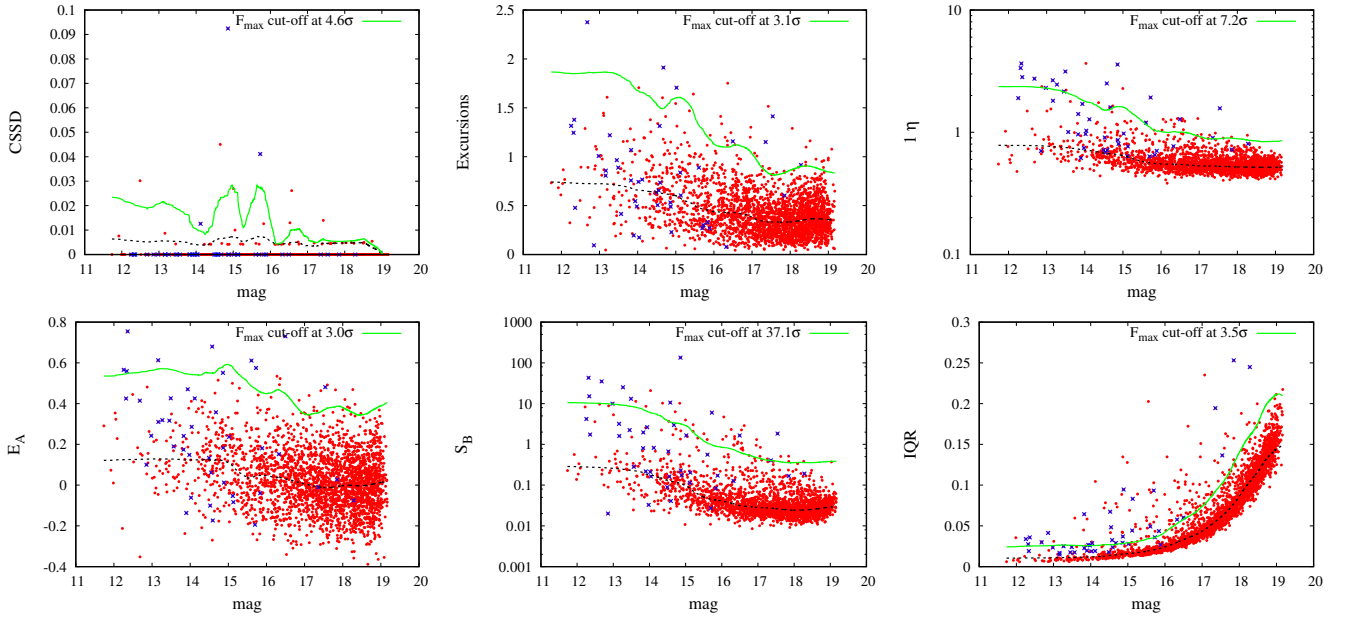 F_max cut-off at 4.6σ
CSSD
0.1
0.09
0.08
0.07
0.06
0.05
0.04
0.03
0.02
0.01
0
11 12 13 14 15 16 17 18 19 20
mag
F_max cut-off at 3.1σ
Excursions
2.5
2
1.5
1
0.5
0
11 12 13 14 15 16 17 18 19 20
mag
F_max cut-off at 7.2σ
1 η
10
1
0.1
11 12 13 14 15 16 17 18 19 20
mag
F_max cut-off at 3.0σ
E_A
0.8
0.6
0.4
0.2
0
-0.2
-0.4
11 12 13 14 15 16 17 18 19 20
mag
F_max cut-off at 37.1σ
S_B
1000
100
10
1
0.1
0.01
0.001
11 12 13 14 15 16 17 18 19 20
mag
F_max cut-off at 3.5σ
IQR
0.3
0.25
0.2
0.15
0.1
0.05
0
11 12 13 14 15 16 17 18 19 20
mag